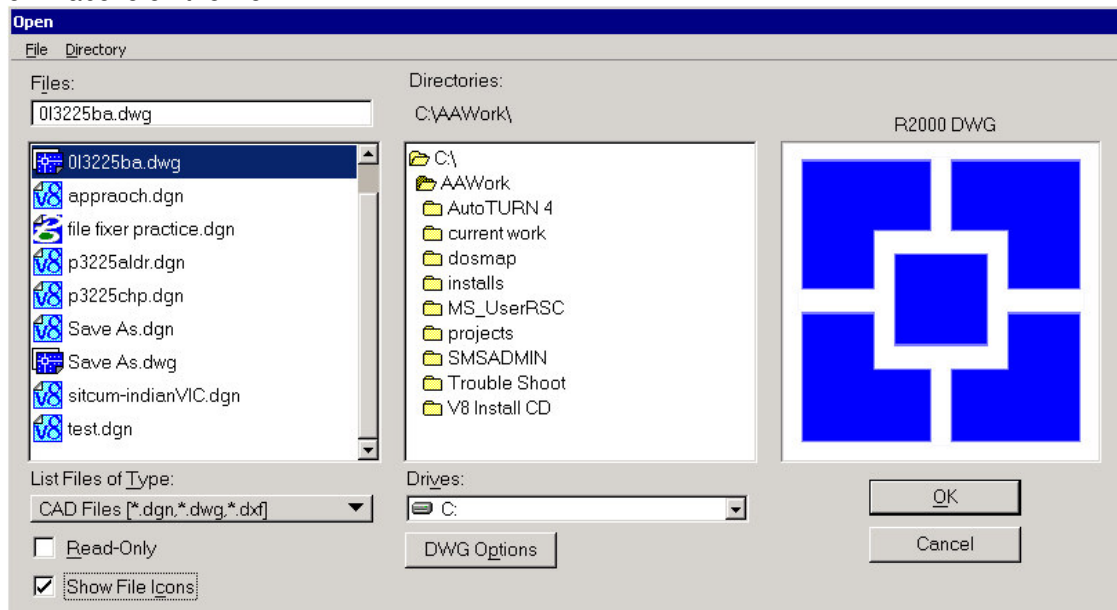 Open
File Directory
Files:
0I3225ba.dwg
0I3225ba.dwg
appraoch.dgn
file fixer practice.dgn
p3225aldr.dgn
p3225chp.dgn
Save As.dgn
Save As.dwg
sitcum-indianVIC.dgn
test.dgn
List Files of Type:
CAD Files [*.dgn,*.dwg,*.dxf]
Read-Only
Show File Icons
Directories:
C:\AAWork\
C:\
AAWork
AutoTURN 4
current work
dosmap
installs
MS_UserRSC
projects
SMSADMIN
Trouble Shoot
V8 Install CD
Drives:
C:
DWG Options
R2000 DWG
OK
Cancel